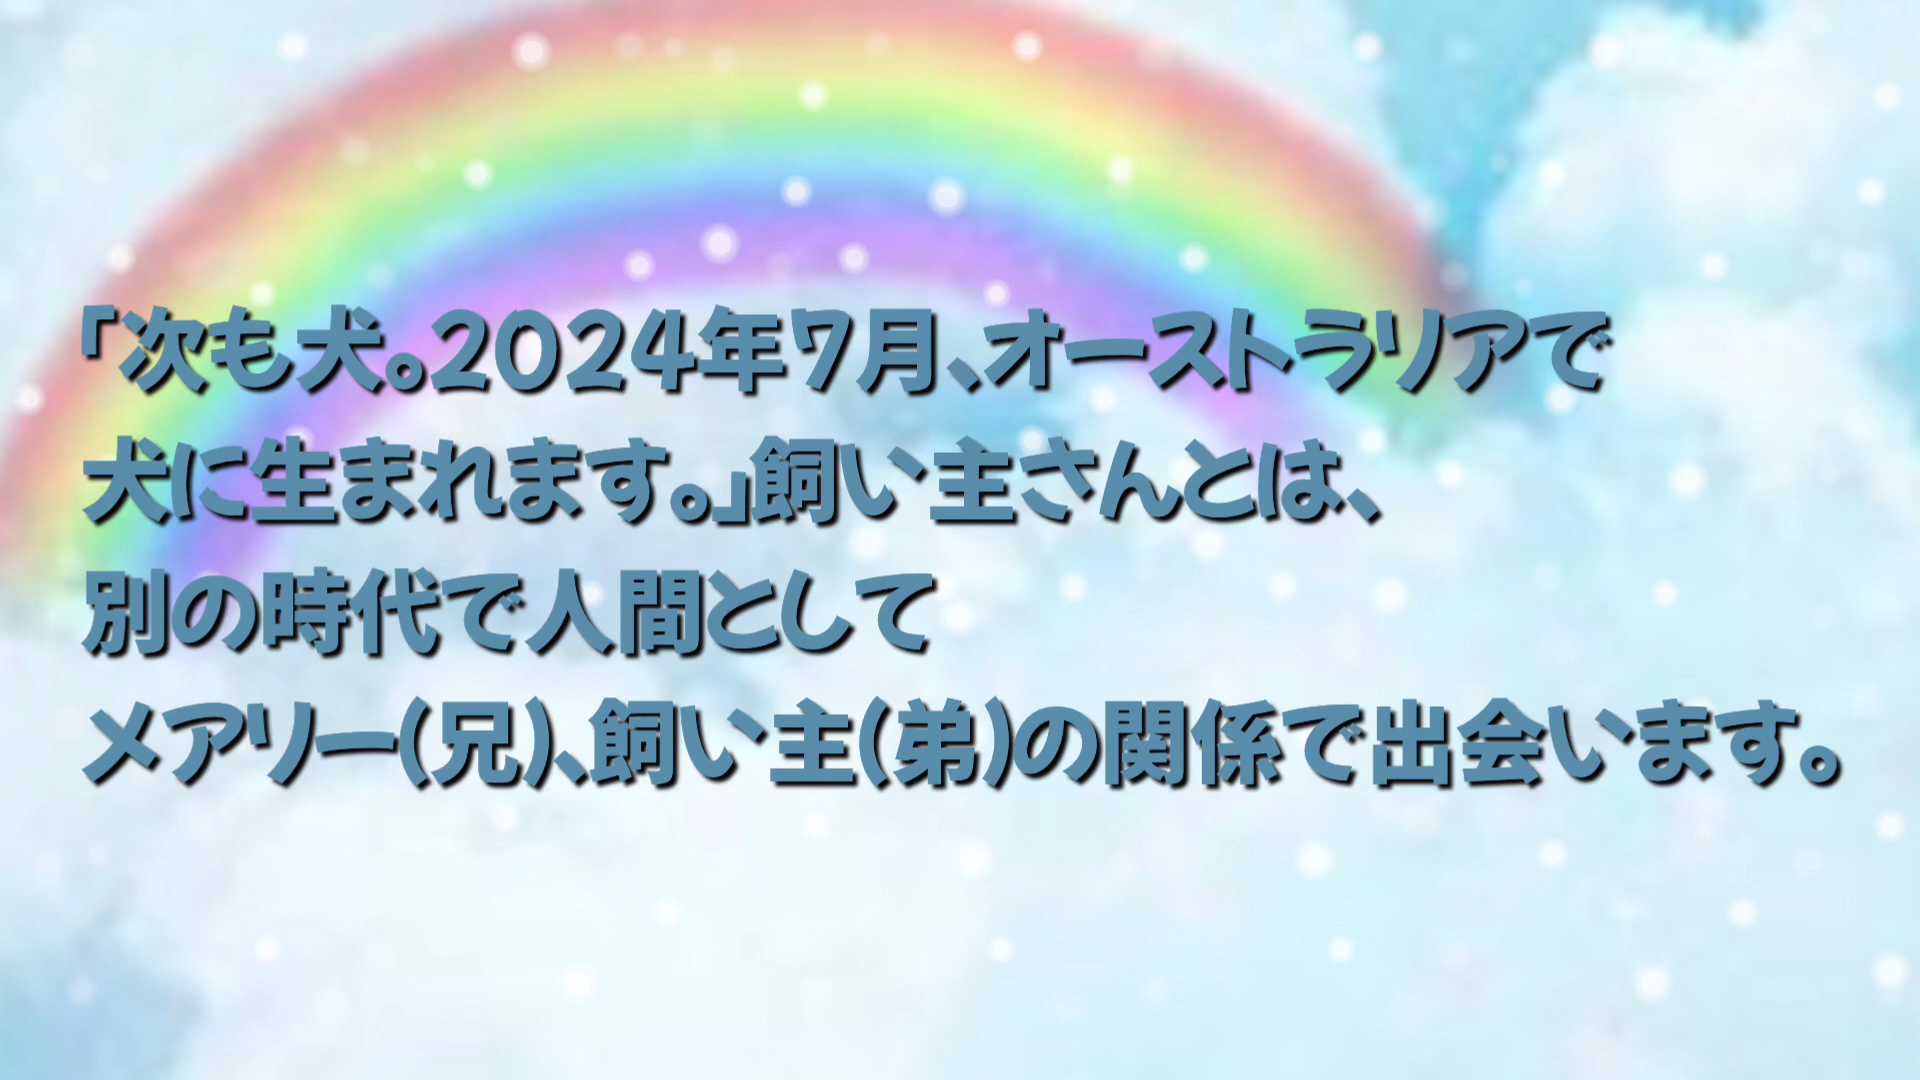 「次も犬。2024年7月、オーストラリアで
犬に生まれます。」飼い主さんとは、
別の時代で人間として
メアリー(兄)、飼い主(弟)の関係で出会います。